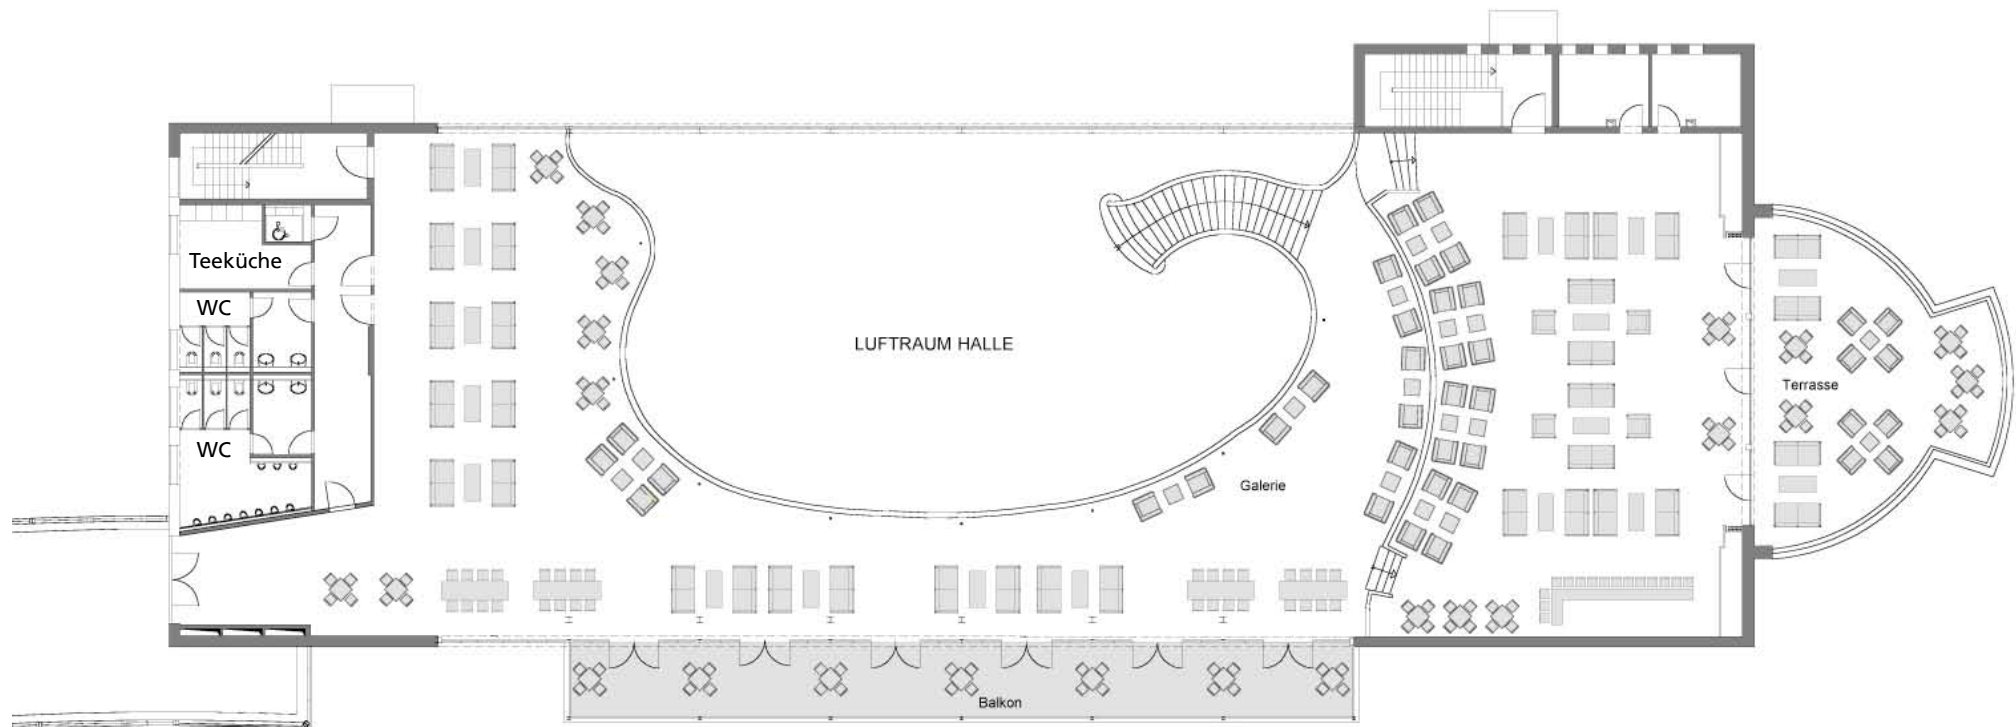 Teeküche
WC
LUFTRAUM HALLE
Terrasse
WC
Galerie
Balkon